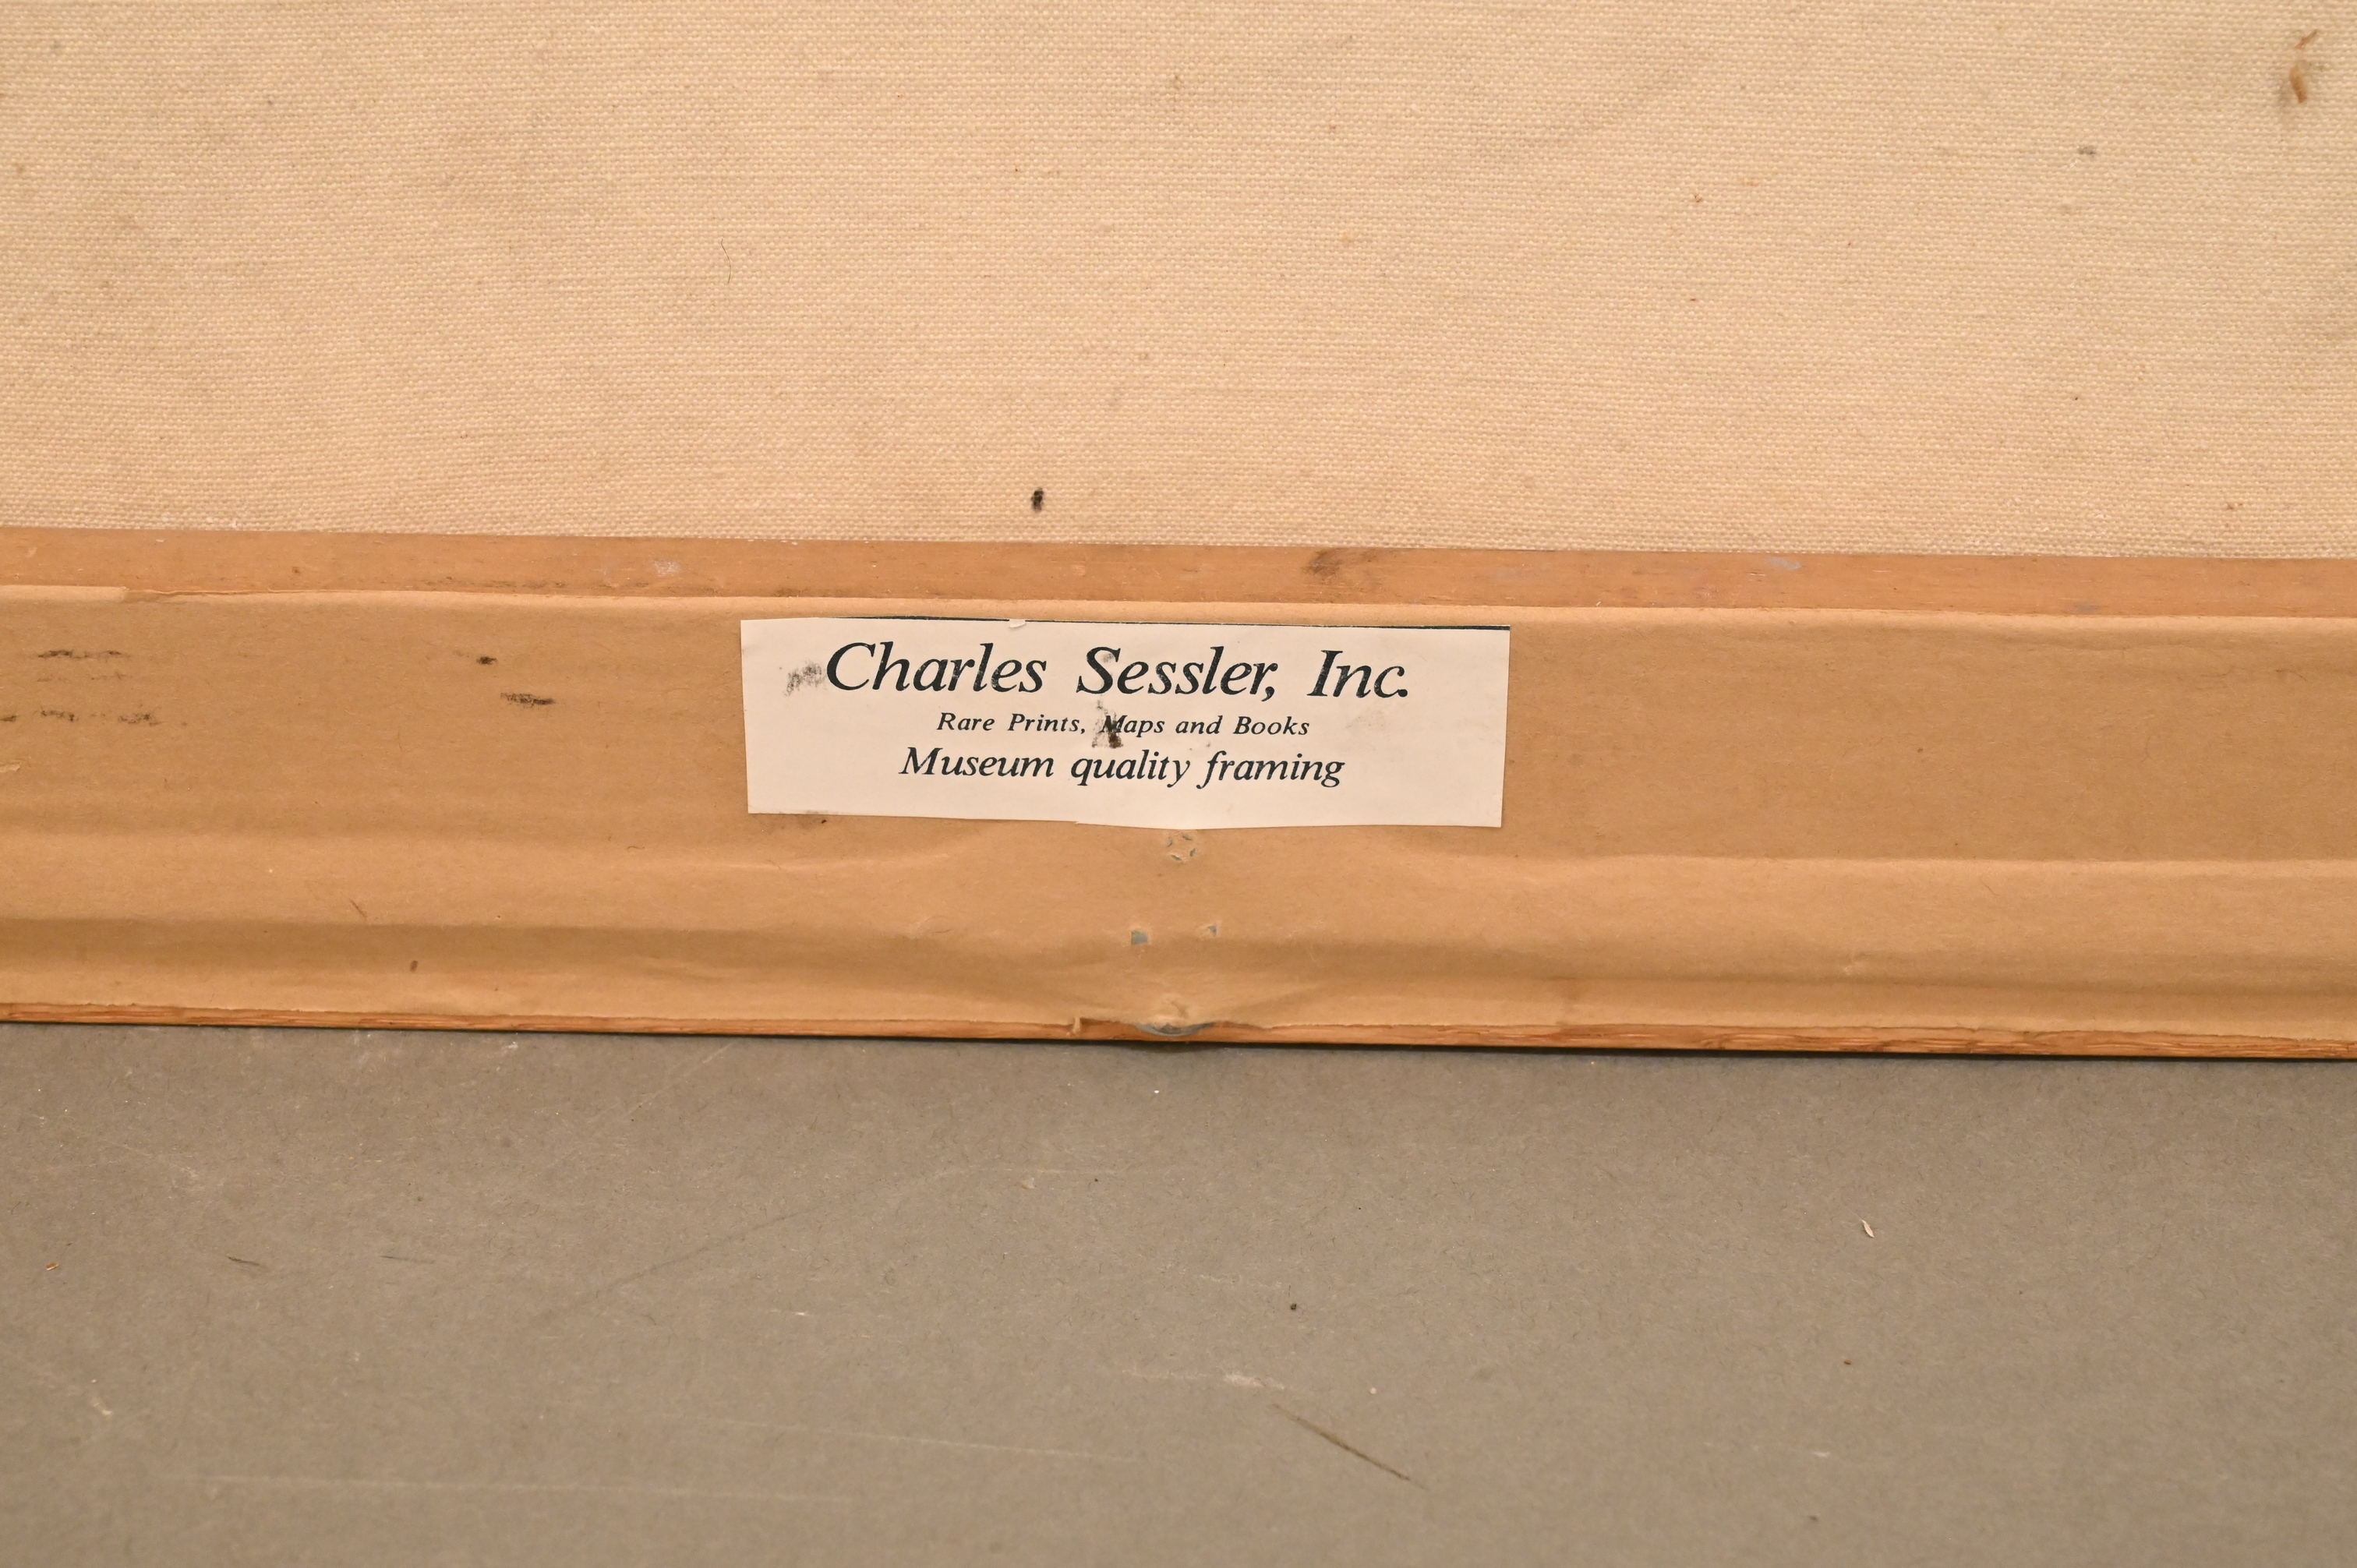 Charles Sessler, Inc.
Rare Prints, Maps and Books
Museum quality framing